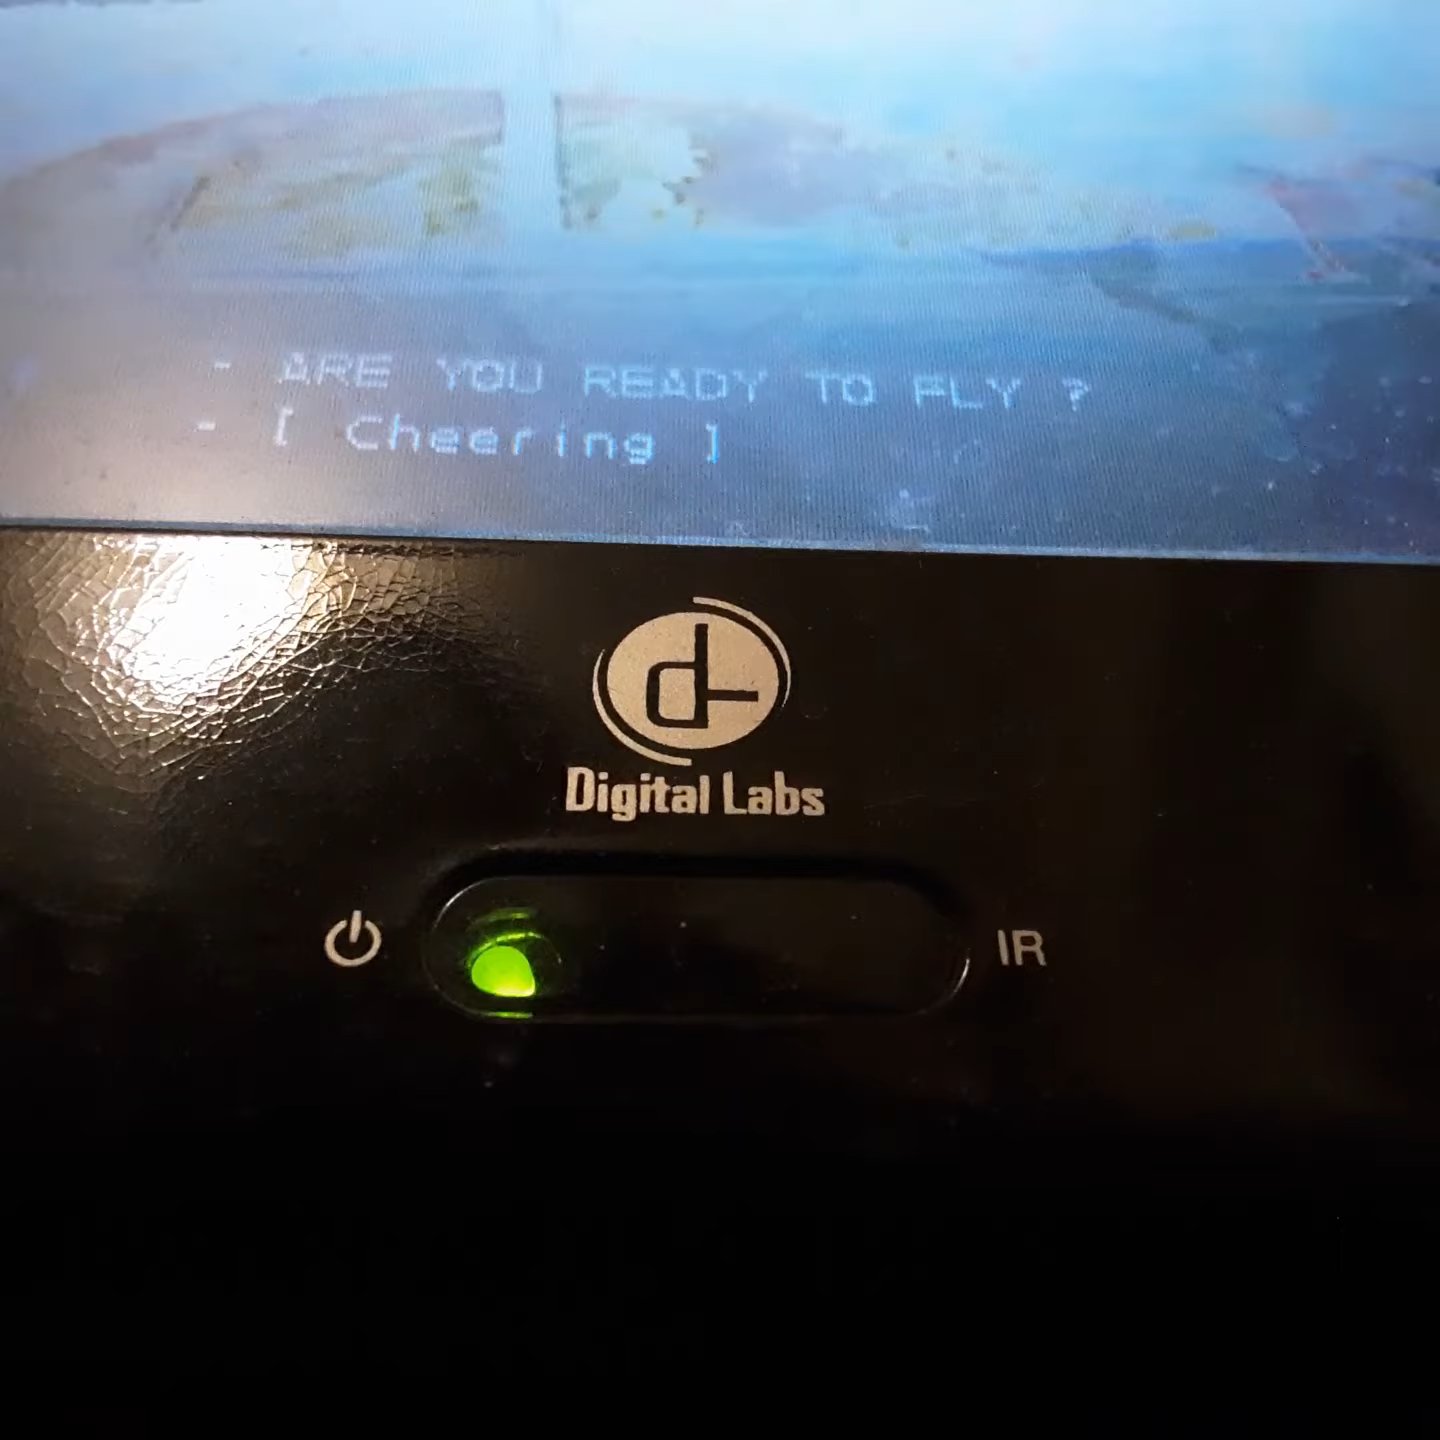 - ARE YOU READY TO FLY ?
- [ Cheering ]
Digital Labs
IR